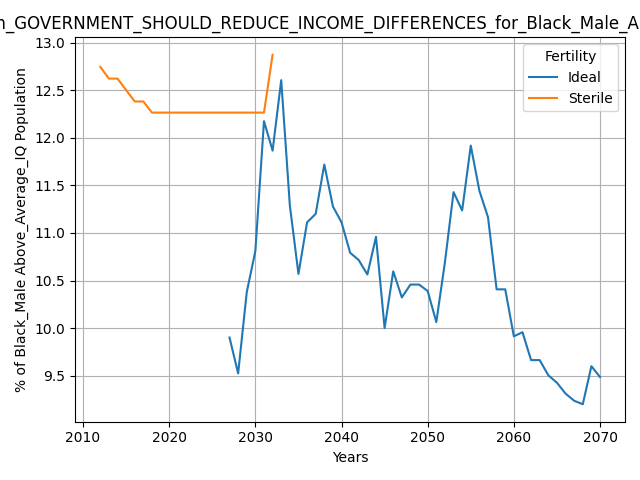 GOVERNMENT_SHOULD_REDUCE_INCOME_DIFFERENCES_for_Black_Male_A
13.0
12.5
12.0
11.5
11.0
10.5
10.0
9.5
% of Black_Male Above_Average_IQ Population
Fertility
Ideal
Sterile
2010 2020 2030 2040 2050 2060 2070
Years